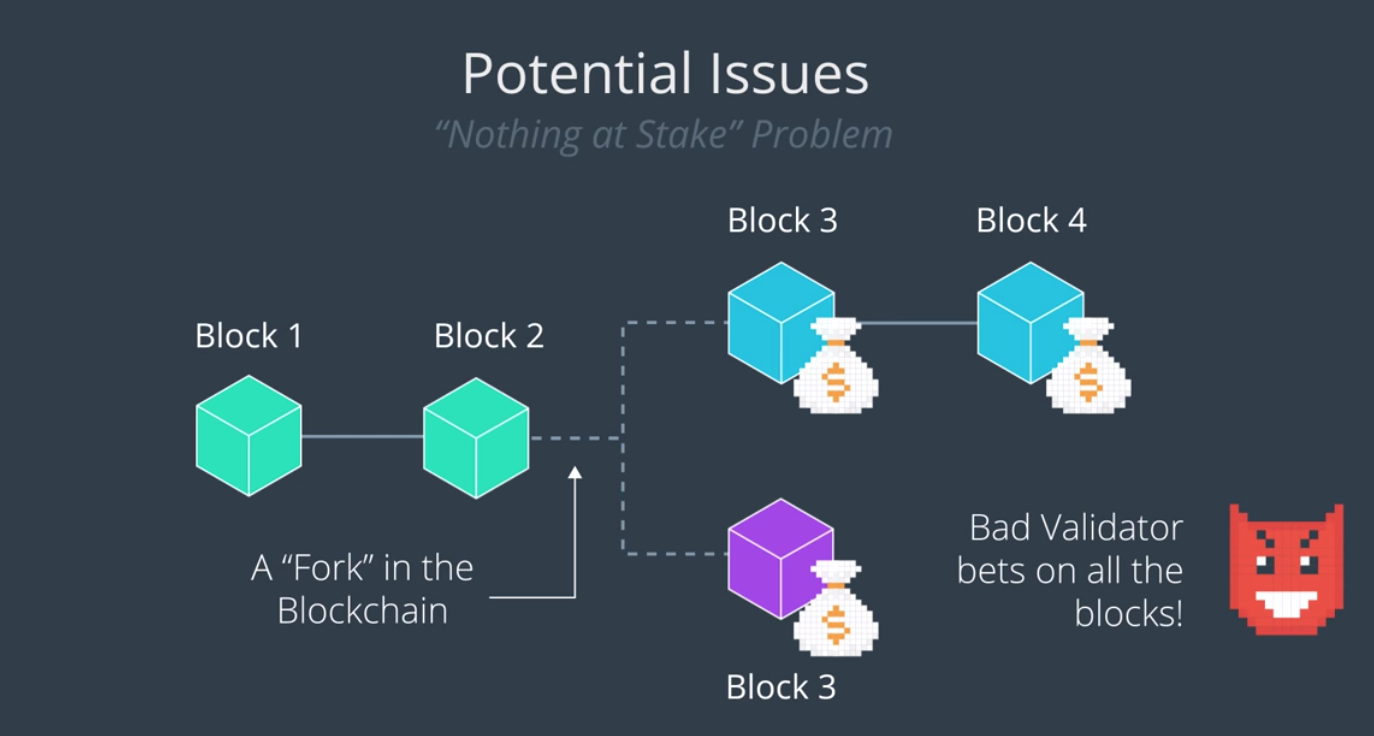 Potential Issues
“Nothing at Stake” Problem
Block 3
Block 4
Block 1
Block 2
A “Fork” in the
Blockchain
Bad Validator
bets on all the
blocks!
Block 3